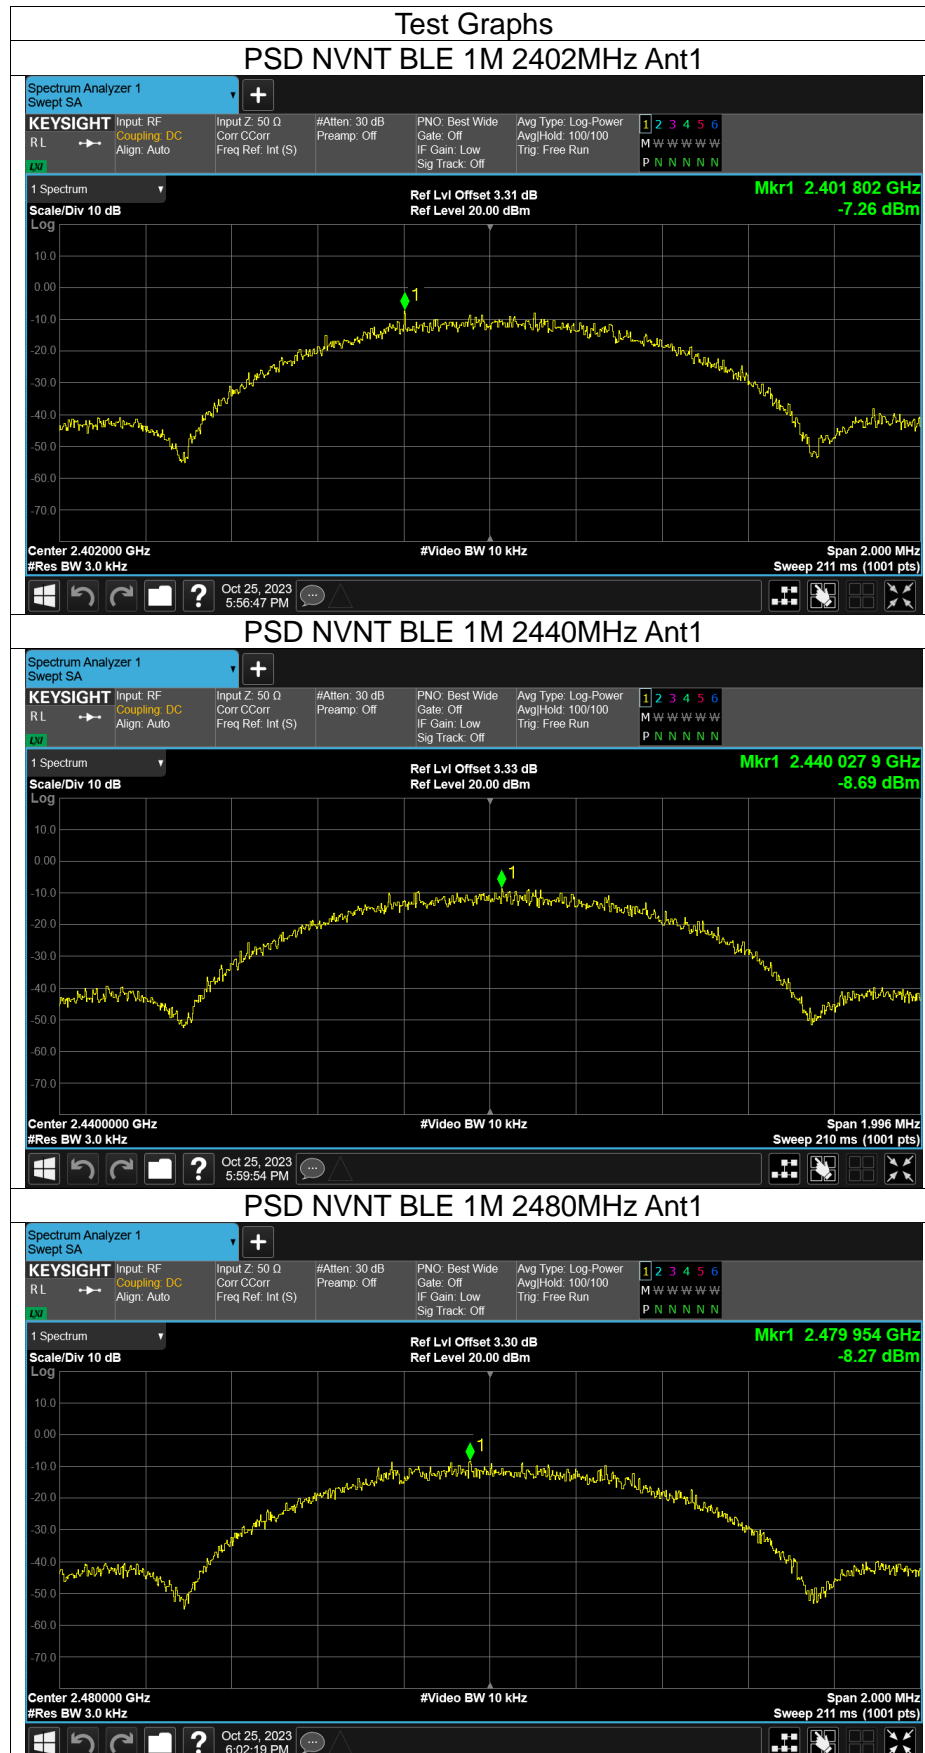 Test Graphs
PSD NVNT BLE 1M 2402MHz Ant1
Spectrum Analyzer 1
Swept SA
KEYSIGHT Input: RF Input Z: 50 Ω #Atten: 30 dB PNO: Best Wide Avg Type: Log-Power 1 2 3 4 5 6
RL Coupling: DC Corr CCorr Preamp: Off Gate: Off Avg|Hold: 100/100 M W W W W W
Align: Auto Freq Ref: Int (S) IF Gain: Low Trig: Free Run
LXI Sig Track: Off P N N N N N
1 Spectrum Ref Lvl Offset 3.31 dB Mkr1 2.401 802 GHz
Scale/Div 10 dB Ref Level 20.00 dBm -7.26 dBm
Log
10.0
0.00
1
-10.0
-20.0
-30.0
-40.0
-50.0
-60.0
-70.0
Center 2.402000 GHz #Video BW 10 kHz Span 2.000 MHz
#Res BW 3.0 kHz Sweep 211 ms (1001 pts)
? Oct 25, 2023
5:56:47 PM
PSD NVNT BLE 1M 2440MHz Ant1
Spectrum Analyzer 1
Swept SA
KEYSIGHT Input: RF Input Z: 50 Ω #Atten: 30 dB PNO: Best Wide Avg Type: Log-Power 1 2 3 4 5 6
RL Coupling: DC Corr CCorr Preamp: Off Gate: Off Avg|Hold: 100/100 M W W W W W
Align: Auto Freq Ref: Int (S) IF Gain: Low Trig: Free Run
LXI Sig Track: Off P N N N N N
1 Spectrum Ref Lvl Offset 3.33 dB Mkr1 2.440 027 9 GHz
Scale/Div 10 dB Ref Level 20.00 dBm -8.69 dBm
Log
10.0
0.00
1
-10.0
-20.0
-30.0
-40.0
-50.0
-60.0
-70.0
Center 2.4400000 GHz #Video BW 10 kHz Span 1.996 MHz
#Res BW 3.0 kHz Sweep 210 ms (1001 pts)
? Oct 25, 2023
5:59:54 PM
PSD NVNT BLE 1M 2480MHz Ant1
Spectrum Analyzer 1
Swept SA
KEYSIGHT Input: RF Input Z: 50 Ω #Atten: 30 dB PNO: Best Wide Avg Type: Log-Power 1 2 3 4 5 6
RL Coupling: DC Corr CCorr Preamp: Off Gate: Off Avg|Hold: 100/100 M W W W W W
Align: Auto Freq Ref: Int (S) IF Gain: Low Trig: Free Run
LXI Sig Track: Off P N N N N N
1 Spectrum Ref Lvl Offset 3.30 dB Mkr1 2.479 954 GHz
Scale/Div 10 dB Ref Level 20.00 dBm -8.27 dBm
Log
10.0
0.00
1
-10.0
-20.0
-30.0
-40.0
-50.0
-60.0
-70.0
Center 2.480000 GHz #Video BW 10 kHz Span 2.000 MHz
#Res BW 3.0 kHz Sweep 211 ms (1001 pts)
? Oct 25, 2023
6:02:19 PM